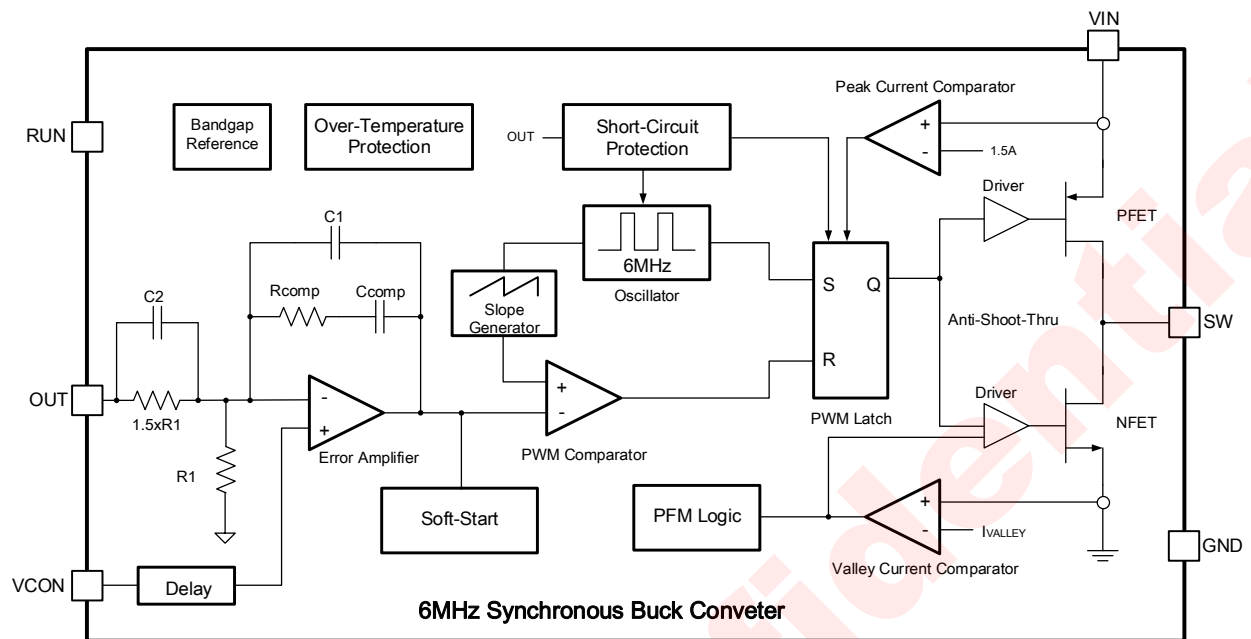 VIN
Peak Current Comparator
RUN
Bandgap
Reference
Over-Temperature
Protection
OUT
Short-Circuit
Protection
+
-
1.5A
Driver
PFET
C1
6MHz
Oscillator
S
Q
Rcomp
Ccomp
Slope
Generator
C2
Anti-Shoot-Thru
SW
R
OUT
1.5xR1
-
+
Error Amplifier
+
-
PWM Comparator
PWM Latch
Driver
NFET
R1
Soft-Start
PFM Logic
+
-
IVALLEY
Valley Current Comparator
GND
VCON
Delay
6MHz Synchronous Buck Conveter
fidential